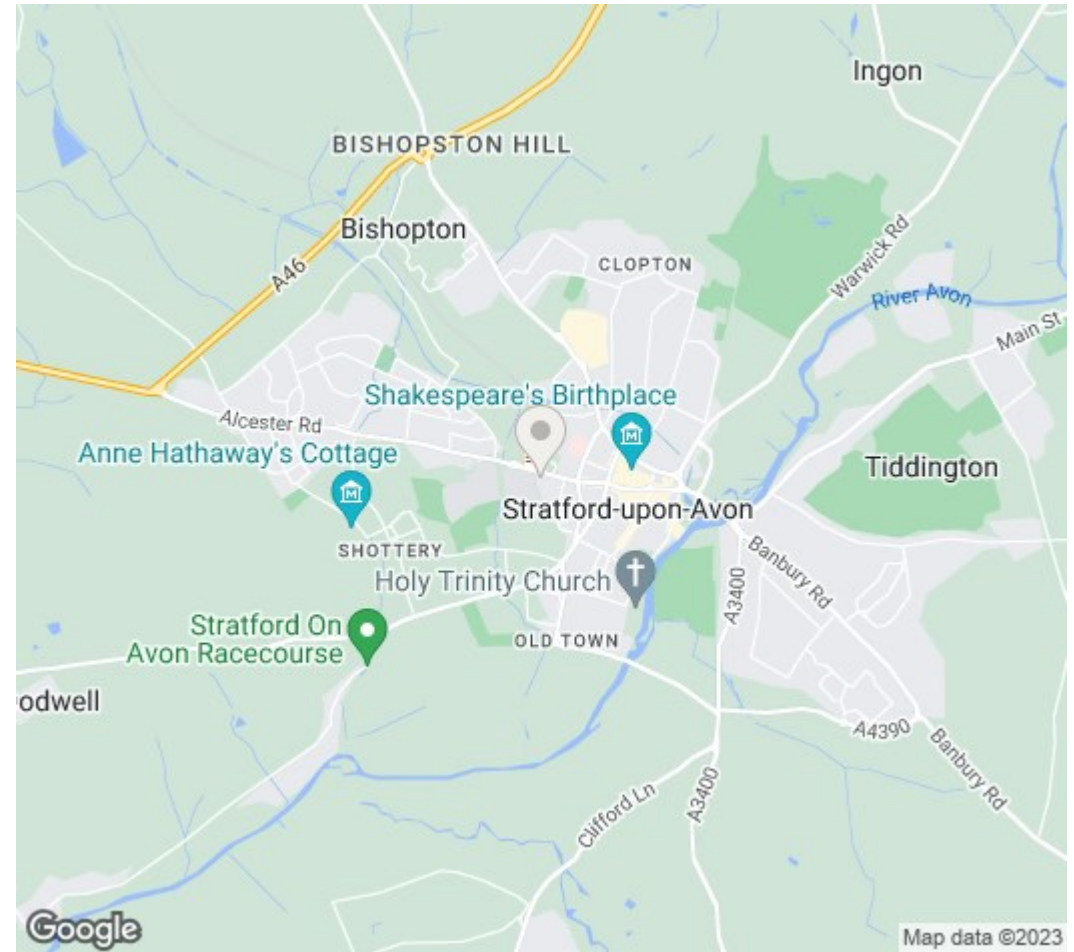 Ingon
BISHOPSTON HILL
Bishopton
CLOPTON
Warwick Rd
A46
River Avon
Main St
Shakespeare's Birthplace
Alcester Rd
Anne Hathaway's Cottage
Tiddington
Stratford-upon-Avon
SHOTTERY
Banbury Rd
Holy Trinity Church
A3400
Stratford On
Avon Racecourse
OLD TOWN
odwell
A4390
Banbury Rd
Clifford Ln
A3400
Google
Map data ©2023